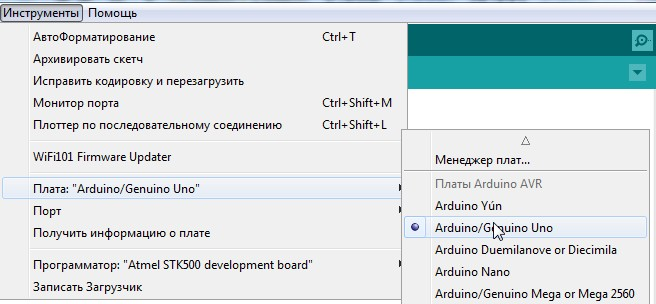 Инструменты Помощь
АвтоФорматирование Ctrl+T
Архивировать скетч
Исправить кодировку и перезагрузить
Монитор порта Ctrl+Shift+M
Плоттер по последовательному соединению Ctrl+Shift+L
WiFi101 Firmware Updater
Плата: "Arduino/Genuino Uno"
Порт
Получить информацию о плате
Программатор: "Atmel STK500 development board"
Записать Загрузчик
Менеджер плат...
Платы Arduino AVR
Arduino Yún
Arduino/Genuino Uno
Arduino Duemilanove or Diecimila
Arduino Nano
Arduino/Genuino Mega or Mega 2560